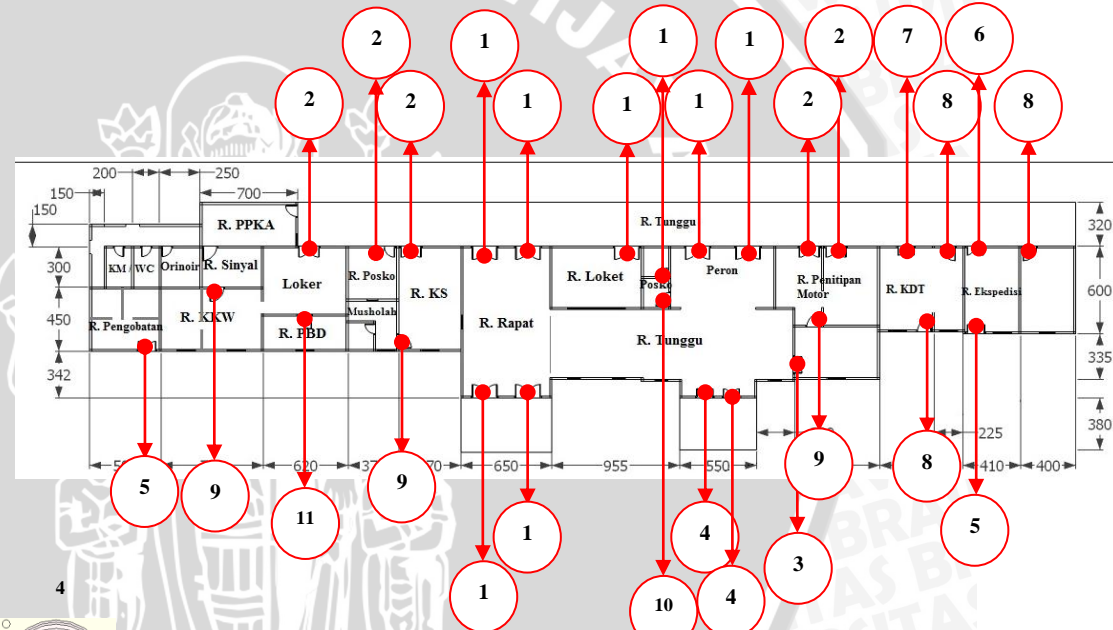 JA
2
1
1
1
2
7
6
2
2
1
1
1
2
8
8
200
250
150
700
150
R. PPKA
R. Tunggu
320
300
KM / WC
Orinoir
R. Sinyal
Loker
R. Posko
R. KS
R. Loket
Posko
Peron
R. Penitipan
Motor
R. KDT
R. Ekspedisi
600
450
R. Pengobatan
R. KKW
R. PBD
Musholah
R. Rapat
R. Tunggu
342
335
380
225
620
650
955
550
410
400
5
9
11
9
1
1
4
4
10
3
9
8
5
4